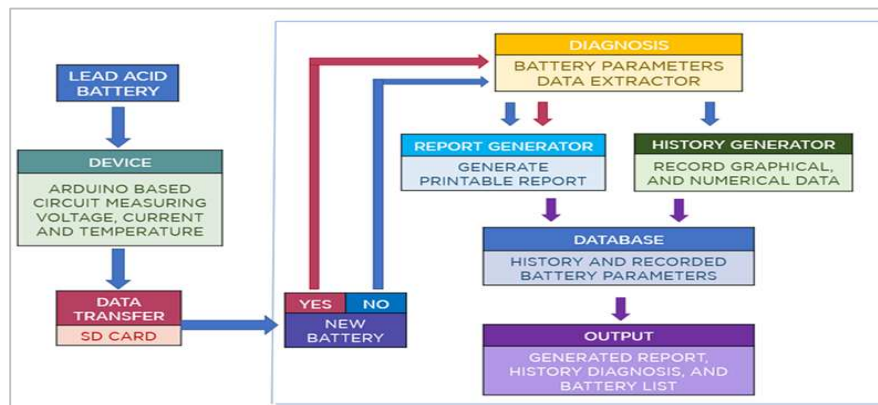 LEAD ACID
BATTERY
DEVICE
ARDUINO BASED
CIRCUIT MEASURING
VOLTAGE, CURRENT
AND TEMPERATURE
DATA
TRANSFER
SD CARD
YES NO
NEW
BATTERY
DIAGNOSIS
BATTERY PARAMETERS
DATA EXTRACTOR
REPORT GENERATOR
GENERATE
PRINTABLE REPORT
HISTORY GENERATOR
RECORD GRAPHICAL,
AND NUMERICAL DATA
DATABASE
HISTORY AND RECORDED
BATTERY PARAMETERS
OUTPUT
GENERATED REPORT,
HISTORY DIAGNOSIS, AND
BATTERY LIST